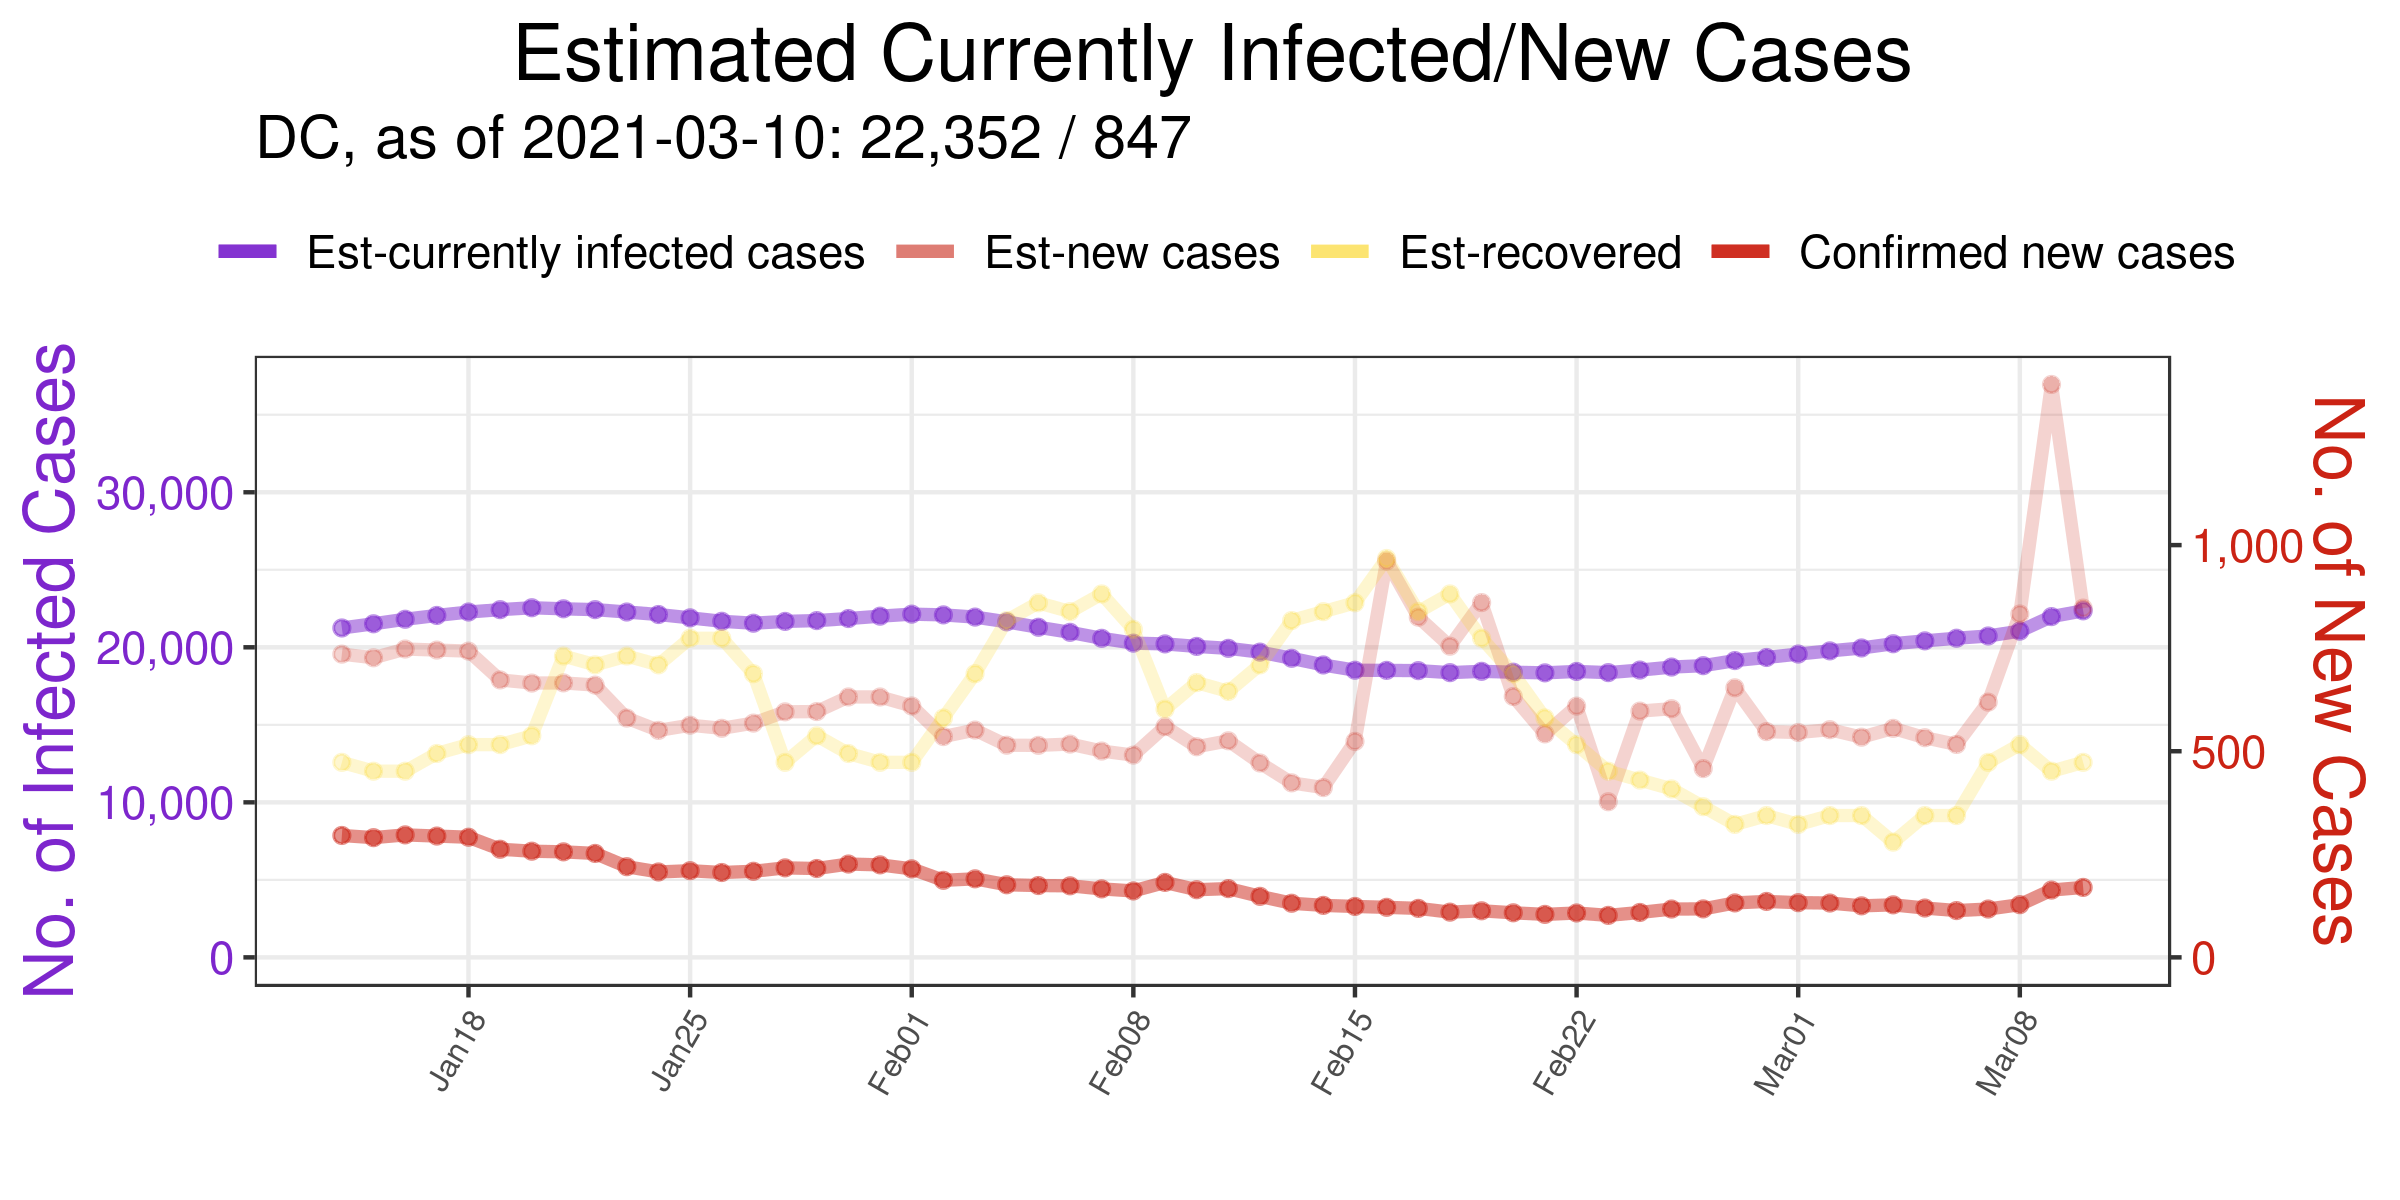 Estimated Currently Infected/New Cases
DC, as of 2021-03-10: 22,352 / 847
Est-currently infected cases Est-new cases Est-recovered Confirmed new cases
No. of Infected Cases
30,000
20,000
10,000
0
1,000
500
0
No. of New Cases
Jan18 Jan25 Feb01 Feb08 Feb15 Feb22 Mar01 Mar08